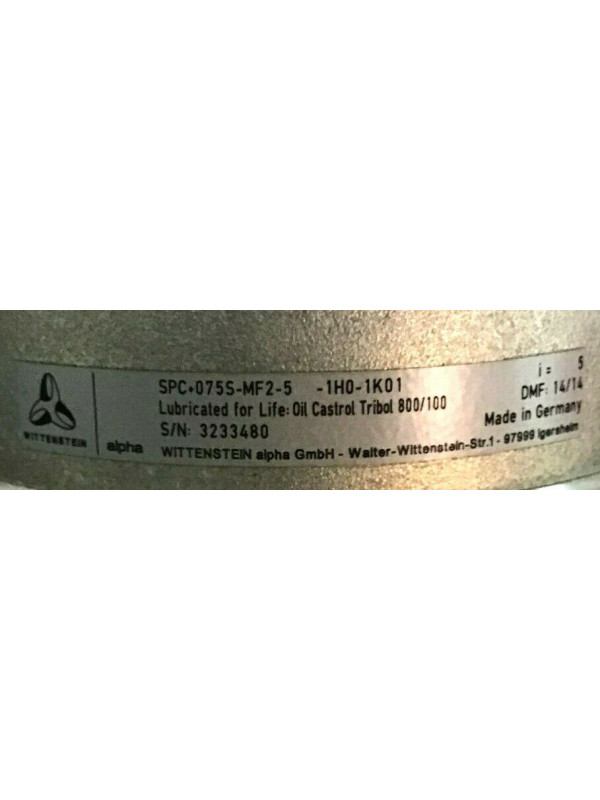 SPC+075S-MF2-5 -1H0-1K01 i = 5
Lubricated for Life: Oil Castrol Tribol 800/100 DMF: 14/14
S/N: 3233480 Made in Germany
WITTENSTEIN alpha WITTENSTEIN alpha GmbH - Walter-Wittenstein-Str.1 - 97999 Igersheim